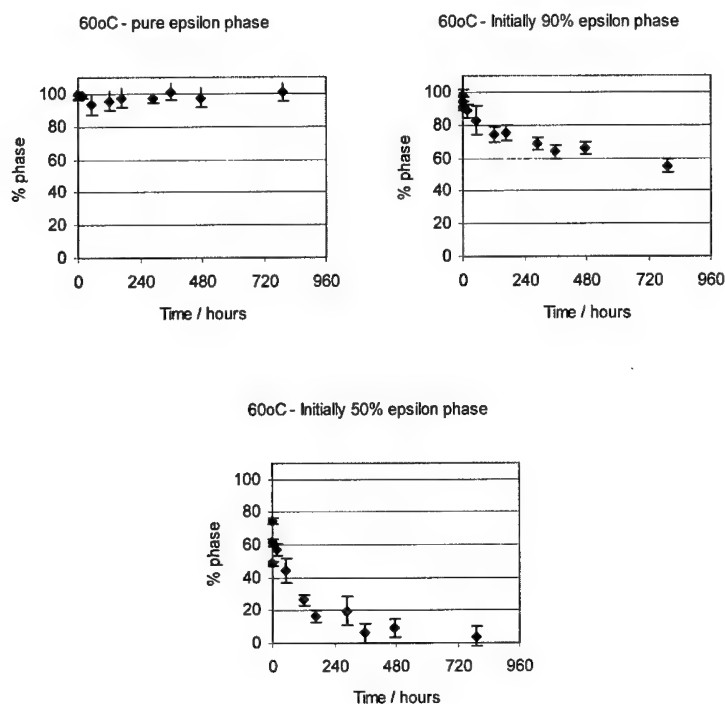 60oC - pure epsilon phase
100
80
60
40
20
0
% phase
0 240 480 720 960
Time / hours
60oC - Initially 90% epsilon phase
100
80
60
40
20
0
% phase
0 240 480 720 960
Time / hours
60oC - Initially 50% epsilon phase
100
80
60
40
20
0
% phase
0 240 480 720 960
Time / hours